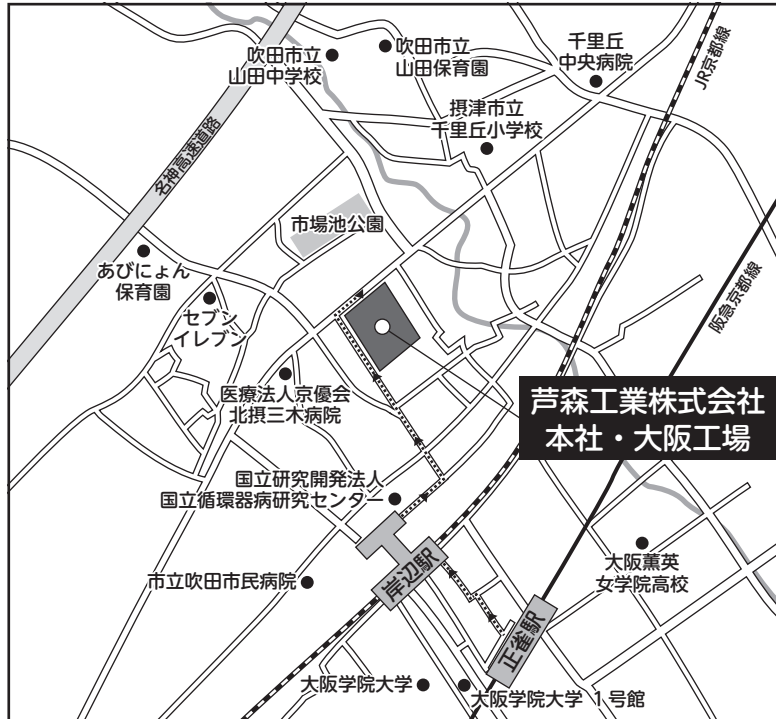 吹田市立
山田中学校
吹田市立
山田保育園
千里丘
中央病院
JR京都線
摂津市立
千里丘小学校
名神高速道路
市場池公園
あびにょん
保育園
セブン
イレブン
阪急京都線
医療法人京優会
北摂三木病院
芦森工業株式会社
本社・大阪工場
国立研究開発法人
国立循環器病研究センター
大阪薫英
女学院高校
市立吹田市民病院
岸辺駅
正雀駅
大阪学院大学
大阪学院大学 1号館